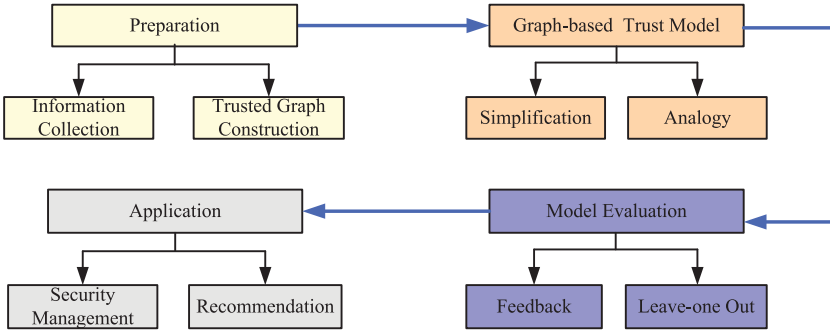 Preparation
Graph-based Trust Model
Information
Collection
Trusted Graph
Construction
Simplification
Analogy
Application
Model Evaluation
Security
Management
Recommendation
Feedback
Leave-one Out